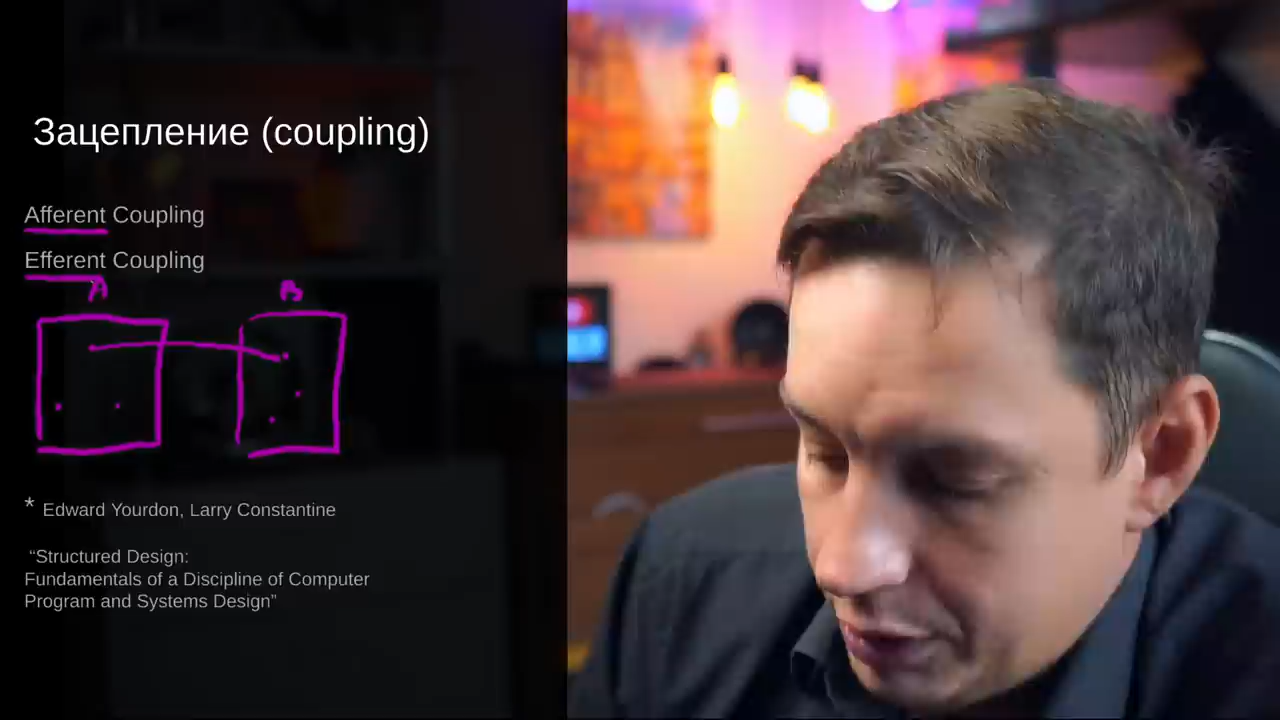 Зацепление (coupling)
Afferent Coupling
Efferent Coupling
A B
* Edward Yourdon, Larry Constantine
“Structured Design:
Fundamentals of a Discipline of Computer
Program and Systems Design”